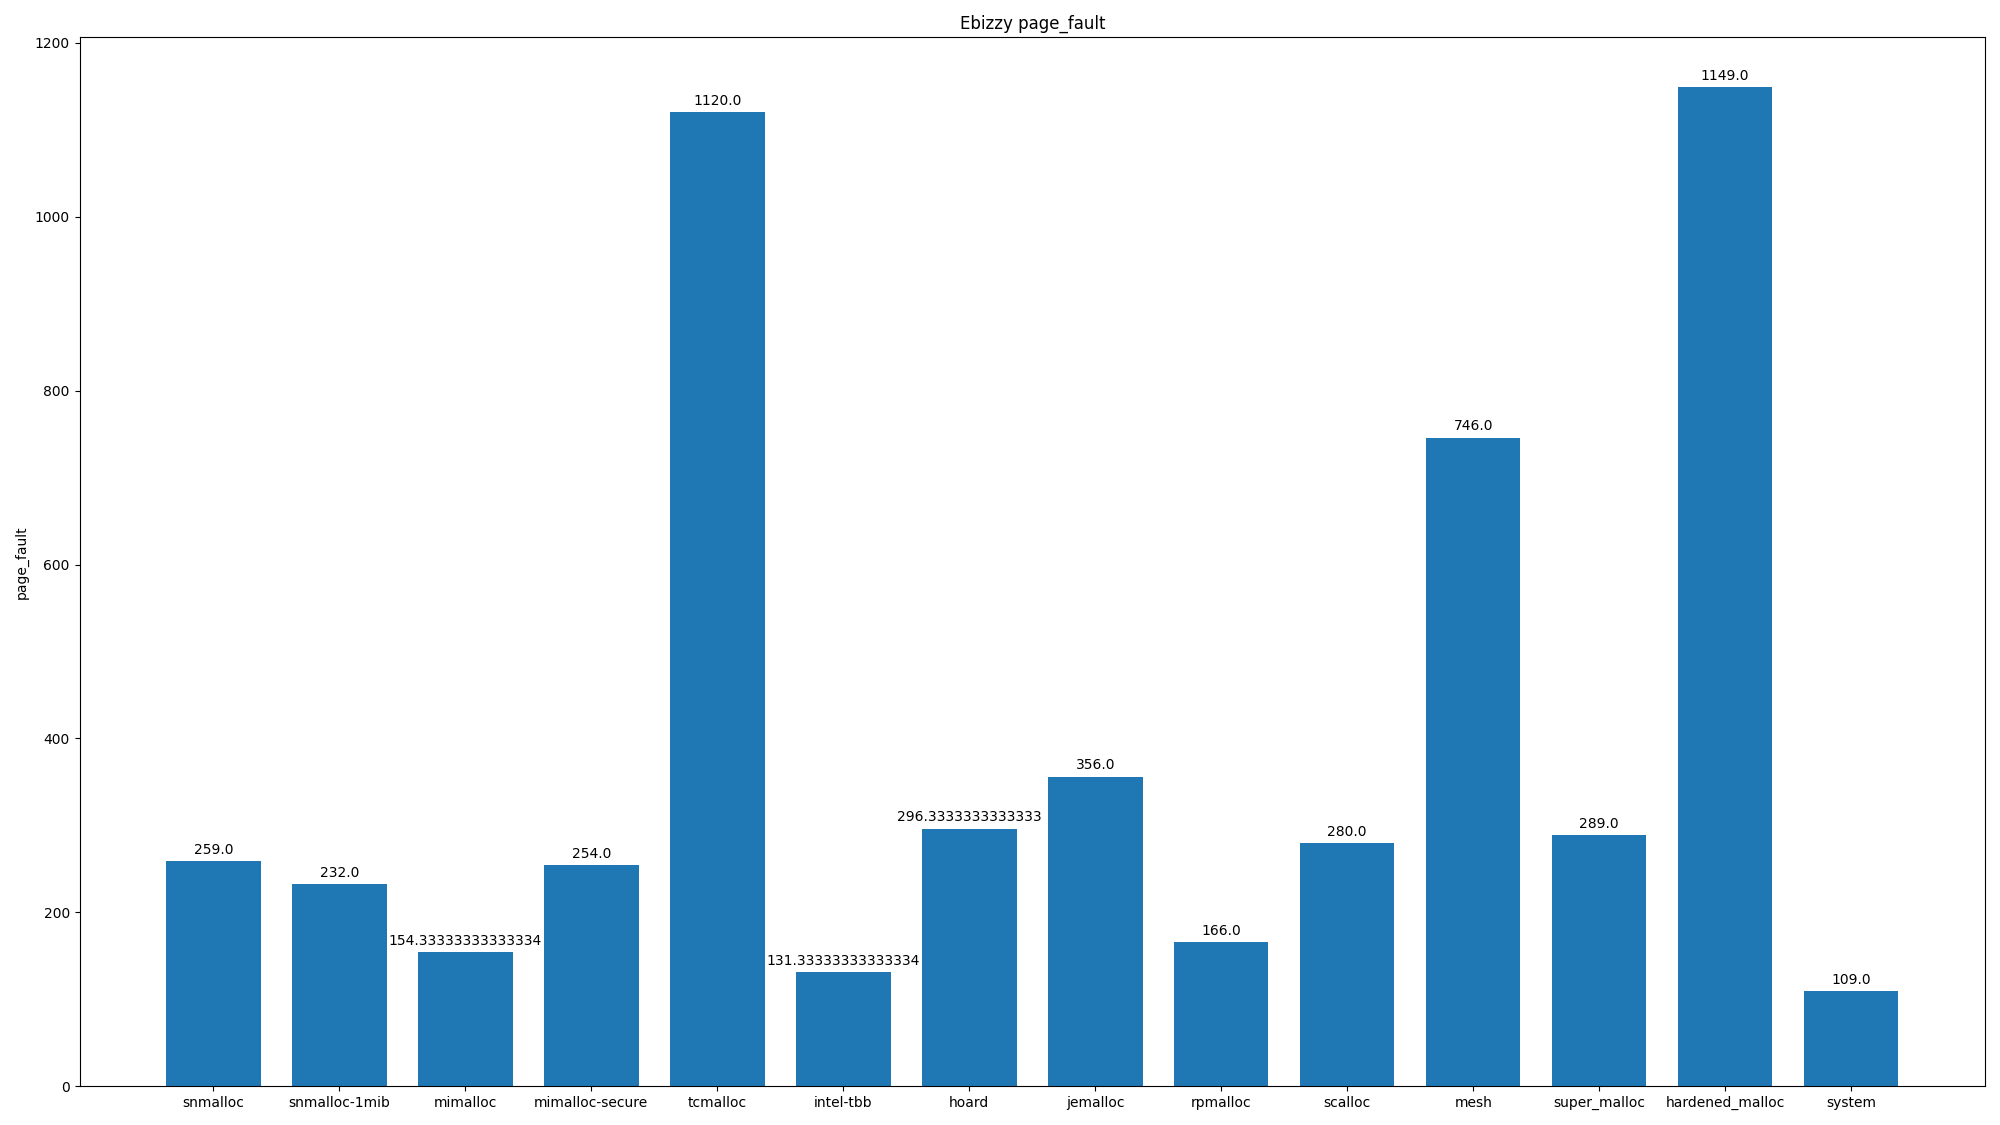 Ebizzy page_fault
1200
1000
800
600
400
200
0
page_fault
259.0
232.0
154.33333333333334
254.0
1120.0
131.33333333333334
296.3333333333333
356.0
166.0
280.0
746.0
289.0
1149.0
109.0
snmalloc
snmalloc-1mib
mimalloc
mimalloc-secure
tcmalloc
intel-tbb
hoard
jemalloc
rpmalloc
scalloc
mesh
super_malloc
hardened_malloc
system